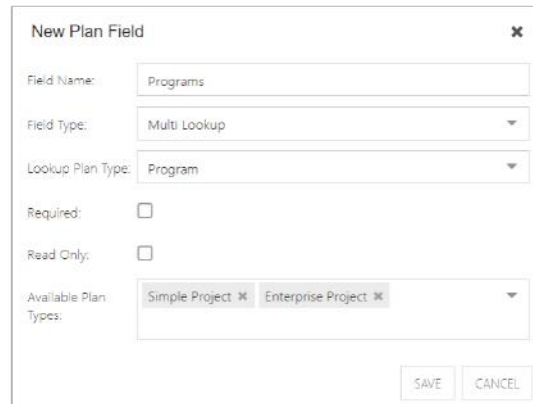 New Plan Field
Field Name: Programs
Field Type: Multi Lookup
Lookup Plan Type: Program
Required:
Read Only:
Available Plan Simple Project Enterprise Project
Types:
SAVE CANCEL